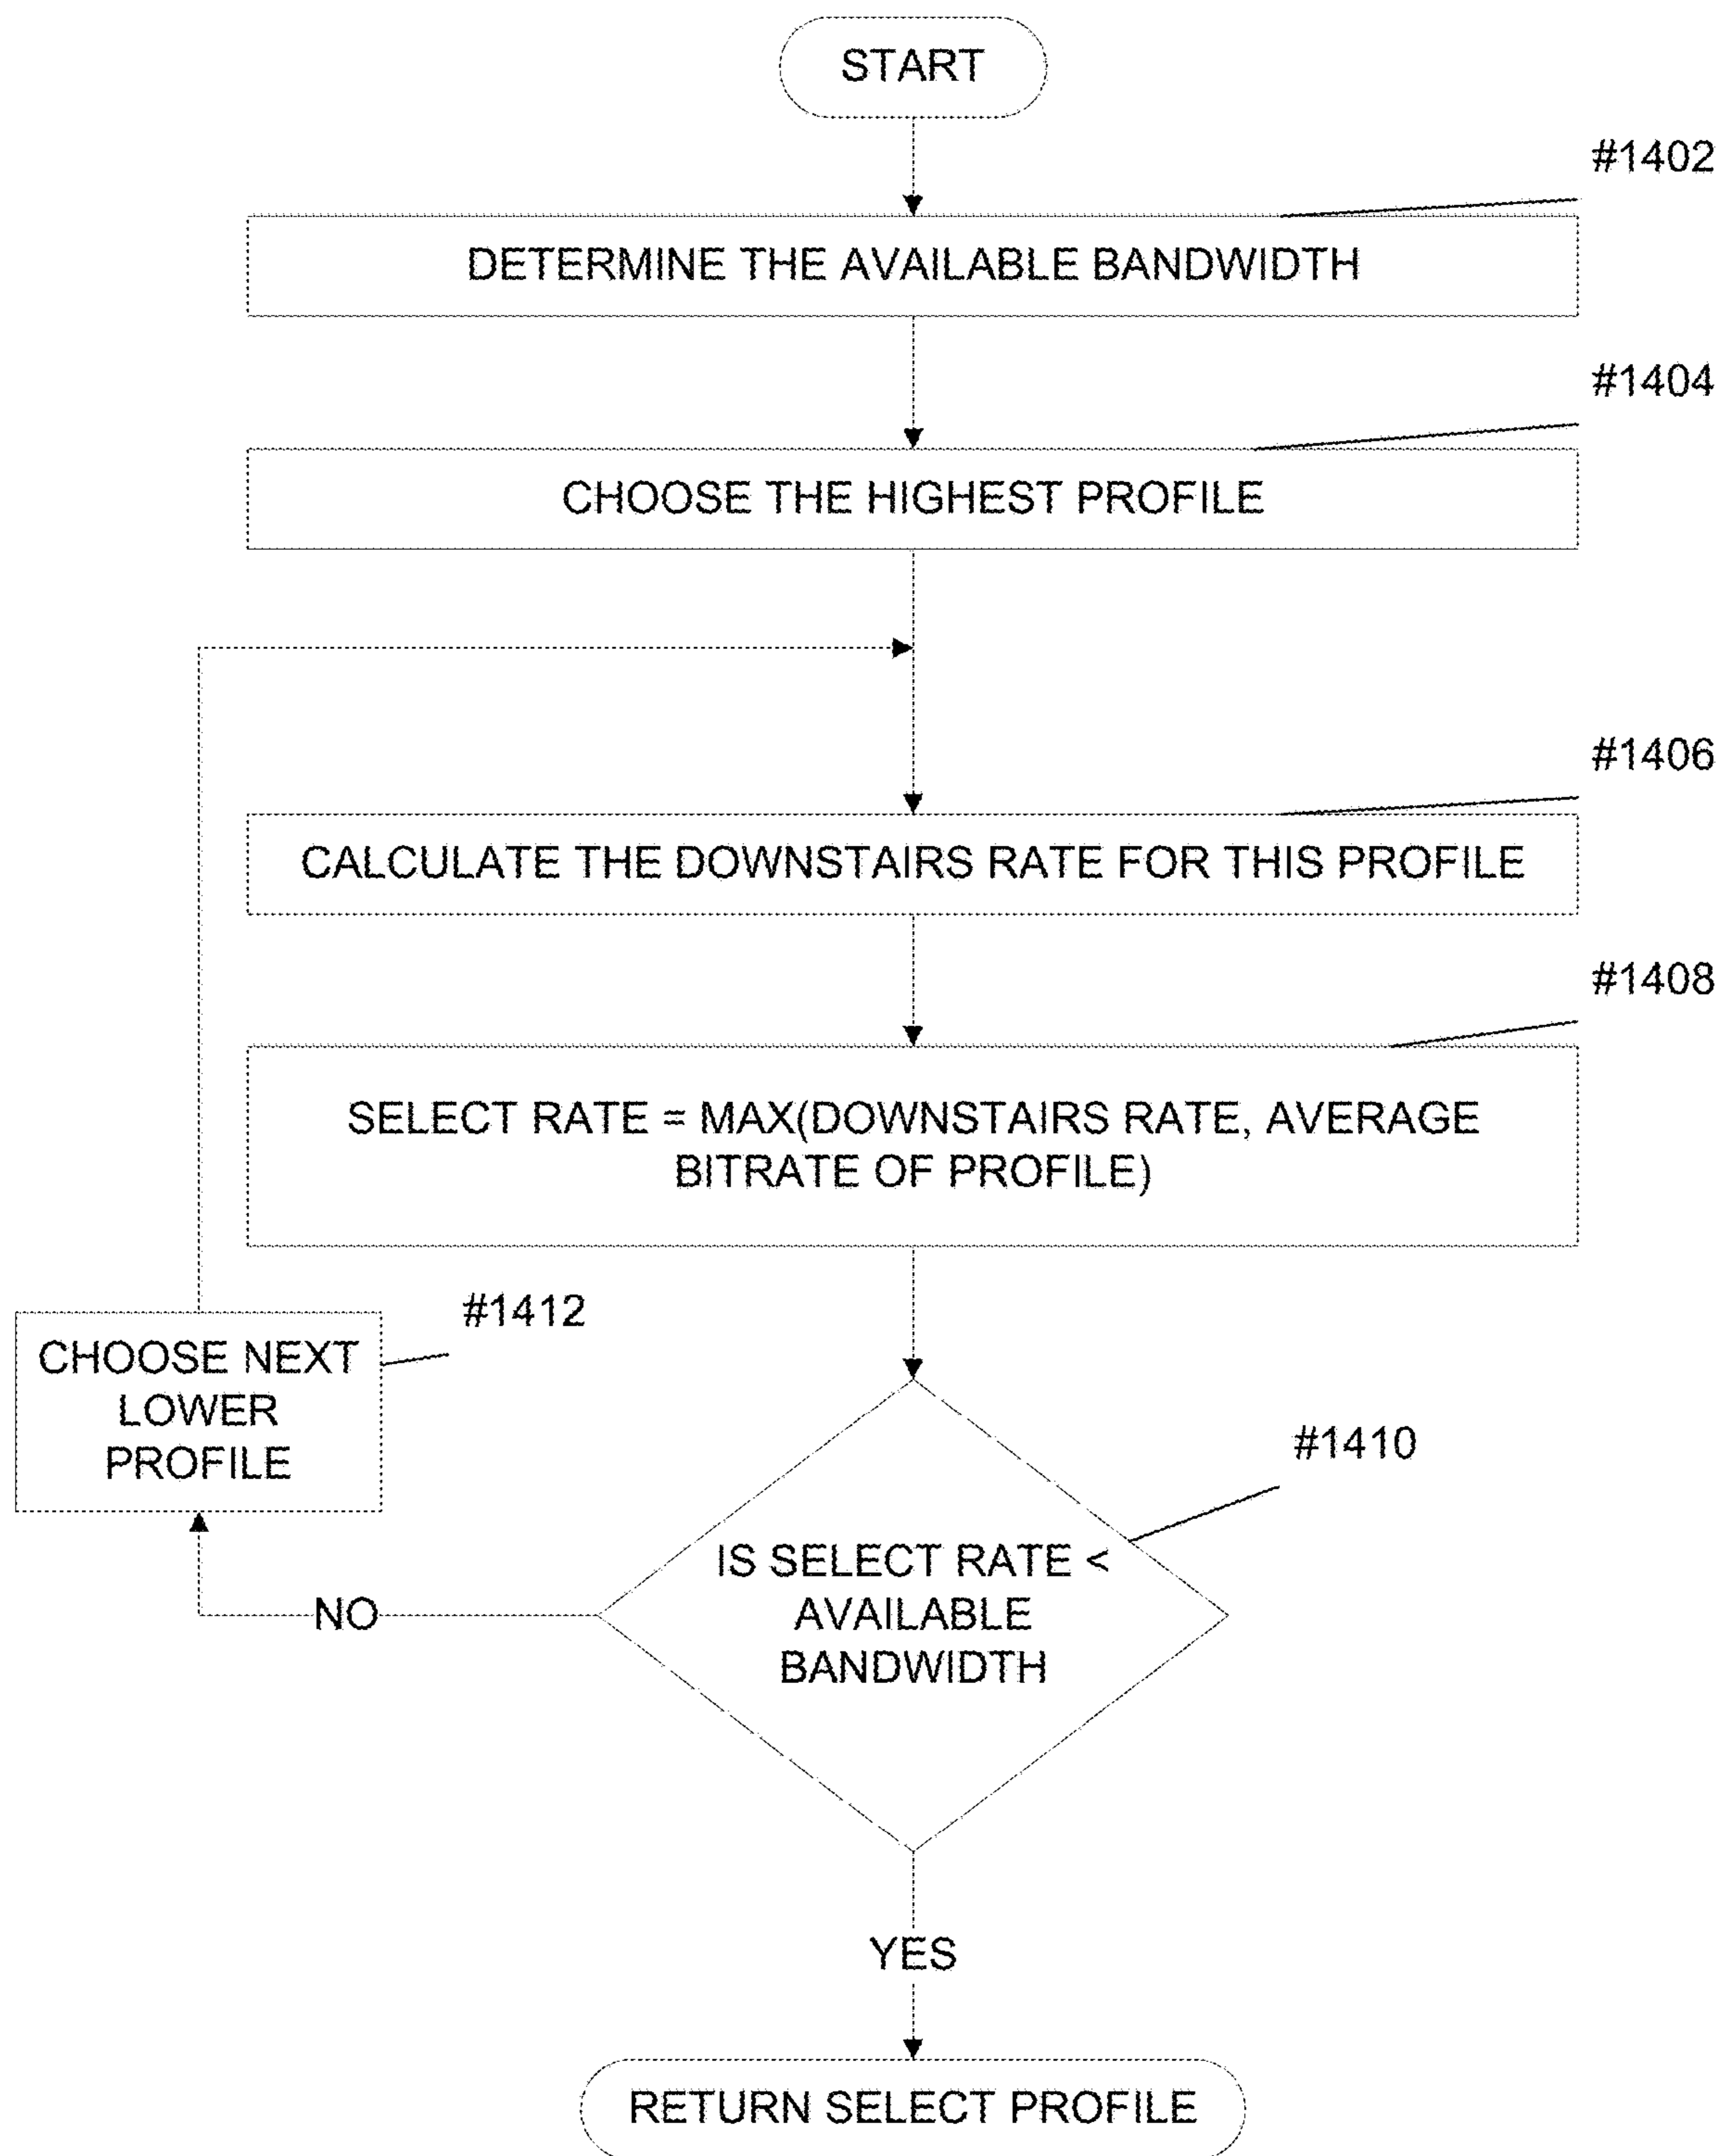 START
#1402
DETERMINE THE AVAILABLE BANDWIDTH
#1404
CHOOSE THE HIGHEST PROFILE
#1406
CALCULATE THE DOWNSTAIRS RATE FOR THIS PROFILE
#1408
SELECT RATE = MAX(DOWNSTAIRS RATE, AVERAGE
BITRATE OF PROFILE)
#1412
CHOOSE NEXT
LOWER
PROFILE
#1410
IS SELECT RATE <
AVAILABLE
BANDWIDTH
NO
YES
RETURN SELECT PROFILE